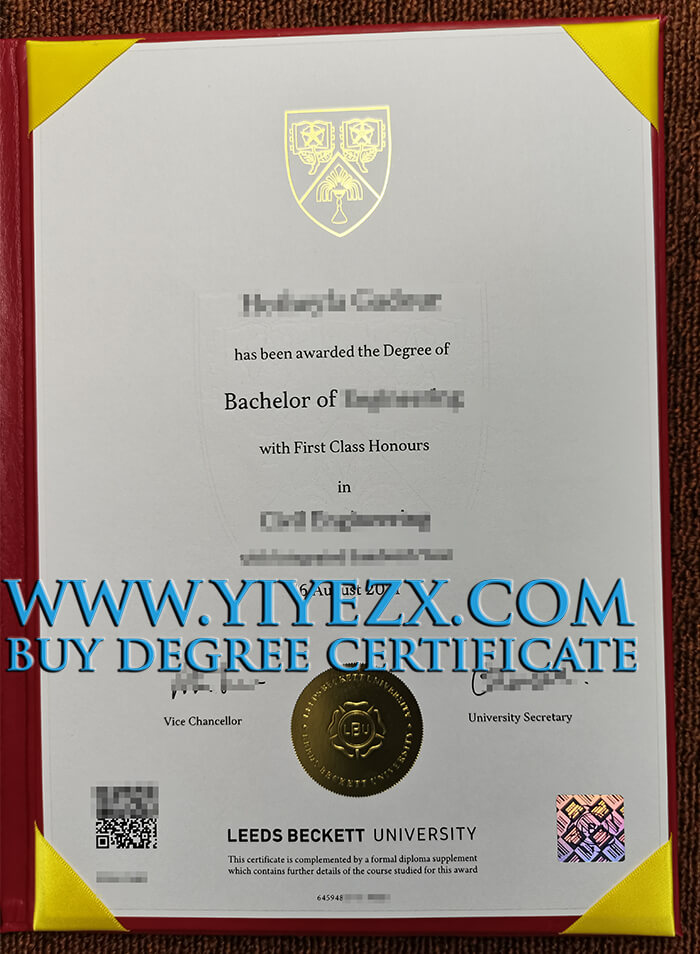 has been awarded the Degree of
Bachelor of
with First Class Honours
in
6 August
WWW.YIYEZX.COM
BUY DEGREE CERTIFICATE
Vice Chancellor
University Secretary
LEEDS BECKETT UNIVERSITY
LBU
LEEDS BECKETT UNIVERSITY
LEEDS BECKETT UNIVERSITY
This certificate is complemented by a formal diploma supplement
which contains further details of the course studied for this award
645948